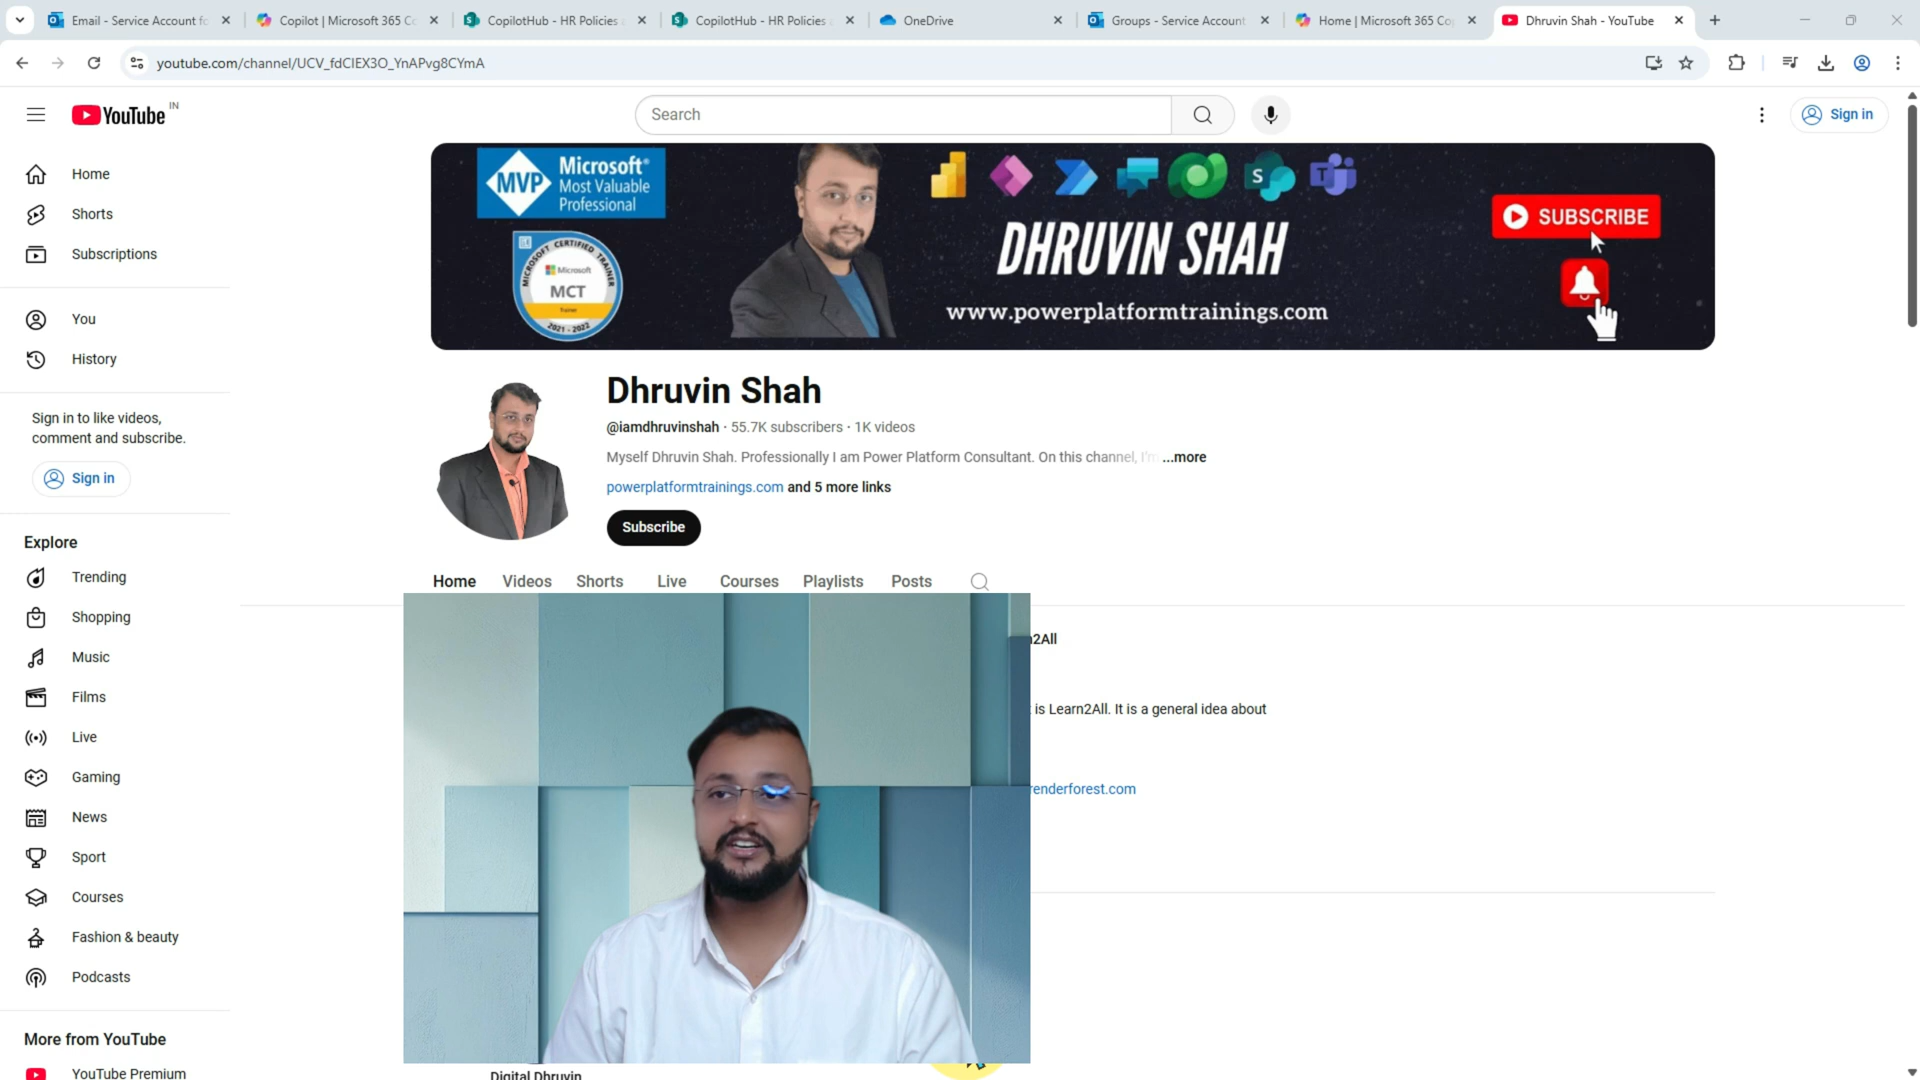 Email - Service Account fo
Copilot | Microsoft 365 Co
CopilotHub - HR Policies a
CopilotHub - HR Policies a
OneDrive
Groups - Service Account
Home | Microsoft 365 Cop
Dhruvin Shah - YouTube
youtube.com/channel/UCV_fdCIEX3O_YnAPvg8CYmA
YouTube IN
Search
Sign in
Home
Shorts
Subscriptions
You
History
Sign in to like videos,
comment and subscribe.
Sign in
Explore
Trending
Shopping
Music
Films
Live
Gaming
News
Sport
Courses
Fashion & beauty
Podcasts
More from YouTube
YouTube Premium
MVP
Microsoft®
Most Valuable
Professional
MICROSOFT CERTIFIED TRAINER
Microsoft
MCT
Trainer
2021 - 2022
S
T
DHRUVIN SHAH
www.powerplatformtrainings.com
SUBSCRIBE
Dhruvin Shah
@iamdhruvinshah · 55.7K subscribers · 1K videos
Myself Dhruvin Shah. Professionally I am Power Platform Consultant. On this channel, I'm ...more
powerplatformtrainings.com and 5 more links
Subscribe
Home Videos Shorts Live Courses Playlists Posts
n2All
is Learn2All. It is a general idea about
renderforest.com
Digital Dhruvin